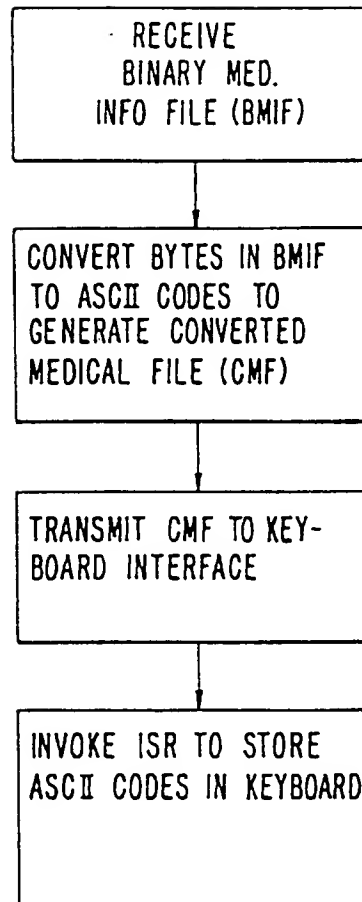 RECEIVE
BINARY MED.
INFO FILE (BMIF)
CONVERT BYTES IN BMIF
TO ASCII CODES TO
GENERATE CONVERTED
MEDICAL FILE (CMF)
TRANSMIT CMF TO KEY-
BOARD INTERFACE
INVOKE ISR TO STORE
ASCII CODES IN KEYBOARD